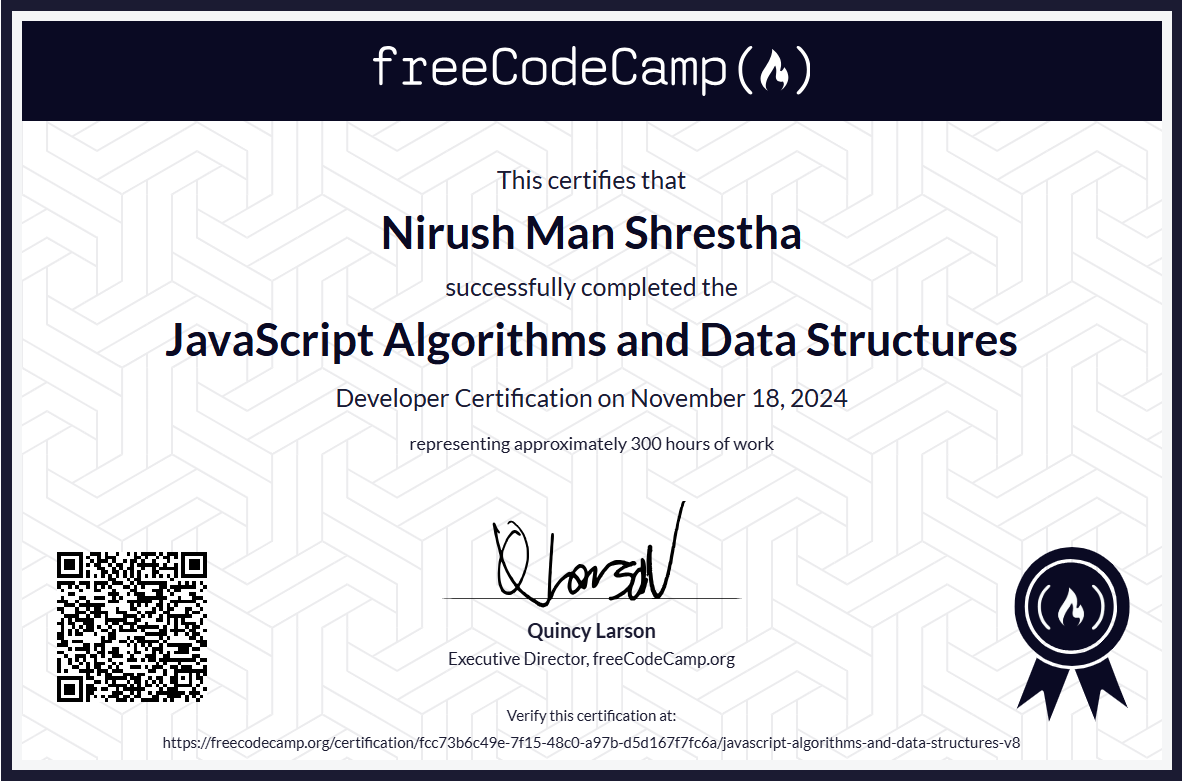 freeCodeCamp
This certifies that
Nirush Man Shrestha
successfully completed the
JavaScript Algorithms and Data Structures
Developer Certification on November 18, 2024
representing approximately 300 hours of work
Q Larson
Quincy Larson
Executive Director, freeCodeCamp.org
Verify this certification at:
https://freecodecamp.org/certification/fcc73b6c49e-7f15-48c0-a97b-d5d167f7fc6a/javascript-algorithms-and-data-structures-v8